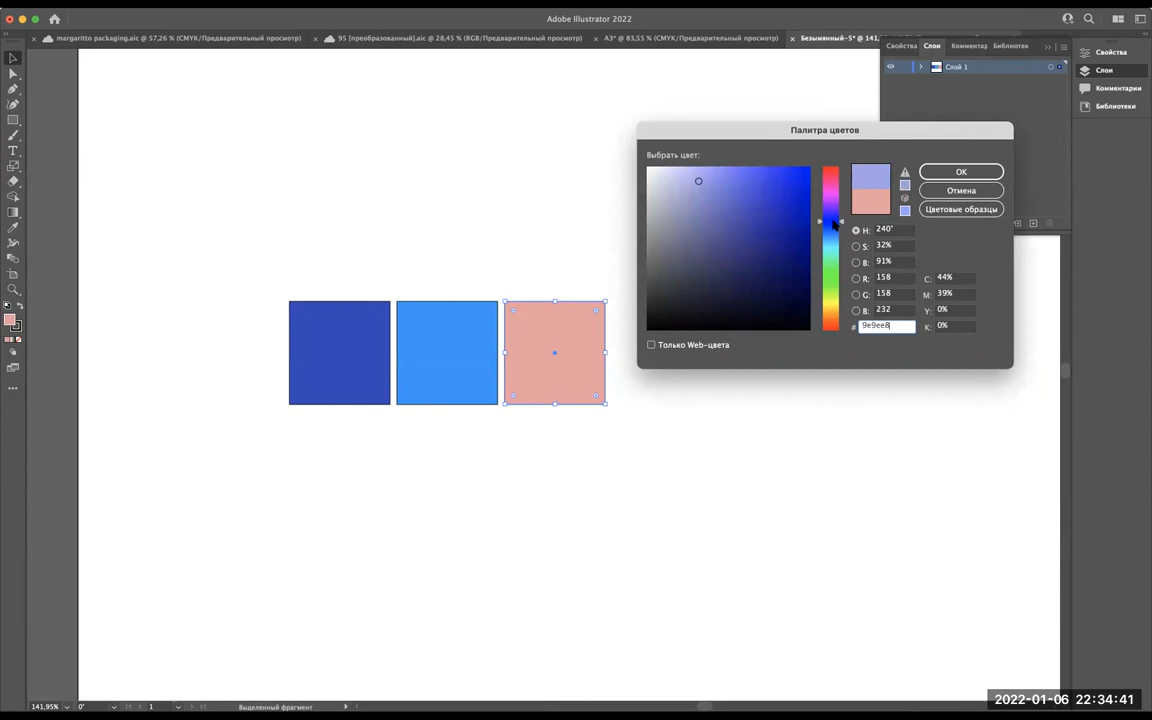 Adobe Illustrator 2022
margaritto packaging.aic @ 57,26 % (CMYK/Предварительный просмотр)
95 [преобразованный].aic @ 28,45 % (RGB/Предварительный просмотр)
A3* @ 83,55 % (CMYK/Предварительный просмотр)
Безымянный-5* @ 141,
Свойства
Слои
Комментар
Библиотек
Слой 1
Свойства
Слои
Комментарии
Библиотеки
Палитра цветов
Выбрать цвет:
OK
Отмена
Цветовые образцы
H: 240°
S: 32%
B: 91%
R: 158
C: 44%
G: 158
M: 39%
B: 232
Y: 0%
# 9e9ee8
K: 0%
Только Web-цвета
141,95%
0°
1
Выделенный фрагмент
2022-01-06 22:34:41